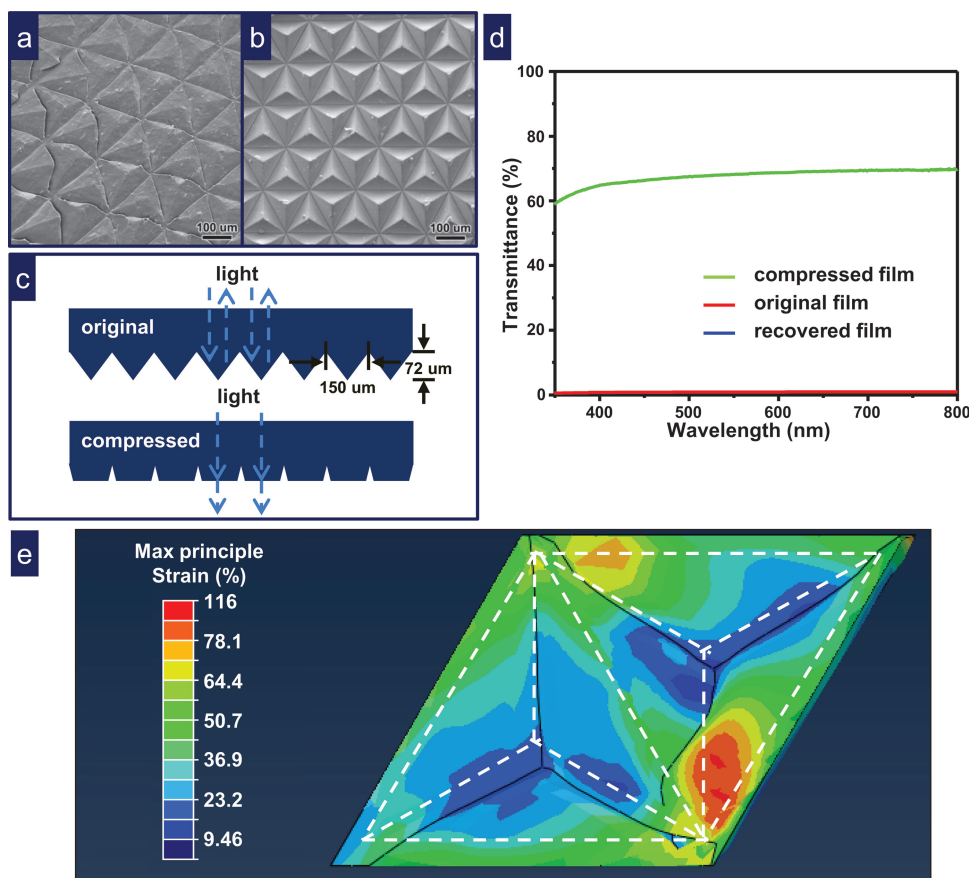 a
100 um
b
100 um
c
light
original
72 um
150 um
light
compressed
d
100
80
60
40
20
0
Transmittance (%)
compressed film
original film
recovered film
400
500
600
700
800
Wavelength (nm)
e
Max principle
Strain (%)
116
78.1
64.4
50.7
36.9
23.2
9.46